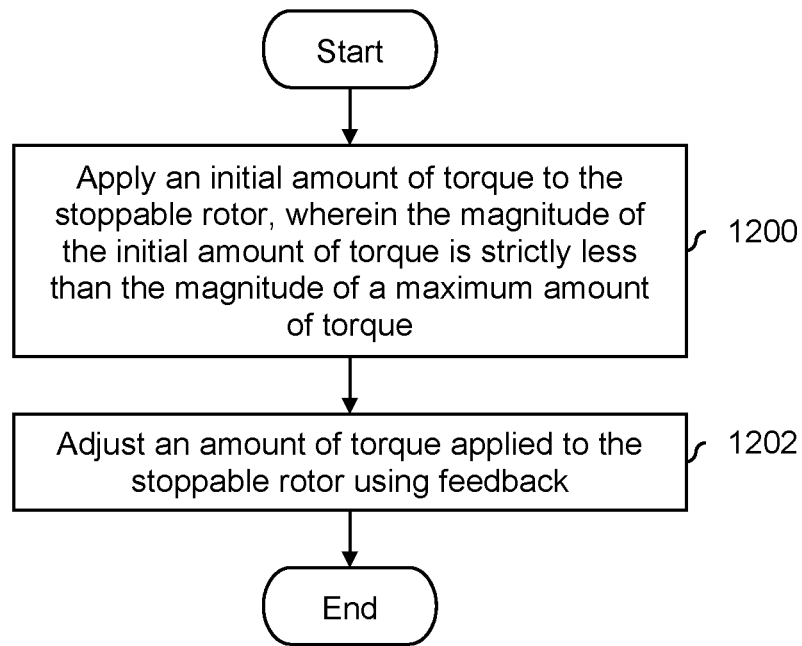 Start
Apply an initial amount of torque to the
stoppable rotor, wherein the magnitude of
the initial amount of torque is strictly less
than the magnitude of a maximum amount
of torque
1200
Adjust an amount of torque applied to the
stoppable rotor using feedback
1202
End